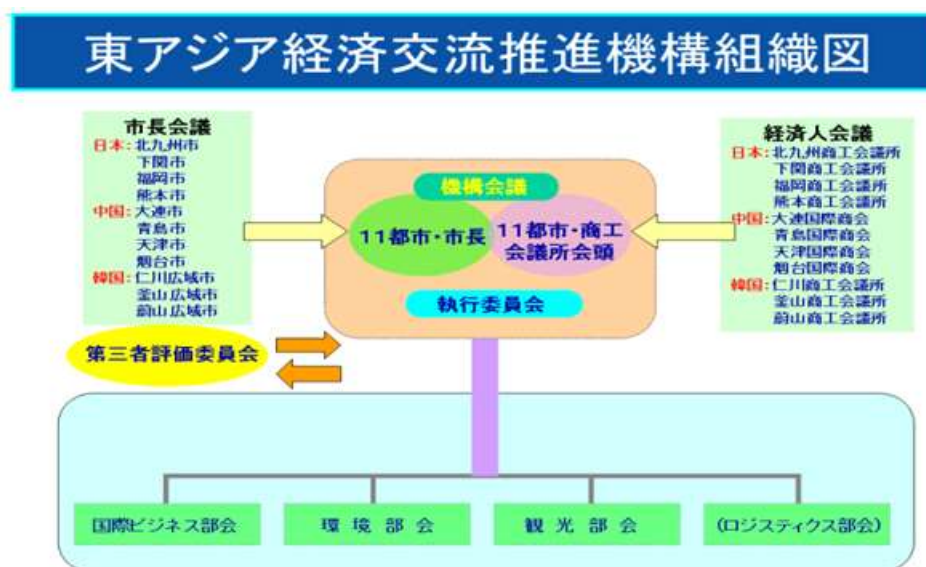 東アジア経済交流推進機構組織図
市長会議
日本:北九州市
下関市
福岡市
熊本市
中国:大連市
青島市
天津市
烟台市
韓国:仁川広域市
釜山広域市
蔚山広域市
機構会議
11都市・市長
11都市・商工
会議所会頭
執行委員会
経済人会議
日本:北九州商工会議所
下関商工会議所
福岡商工会議所
熊本商工会議所
中国:大連国際商会
青島国際商会
天津国際商会
烟台国際商会
韓国:仁川商工会議所
釜山商工会議所
蔚山商工会議所
第三者評価委員会
国際ビジネス部会
環境部会
観光部会
(ロジスティクス部会)